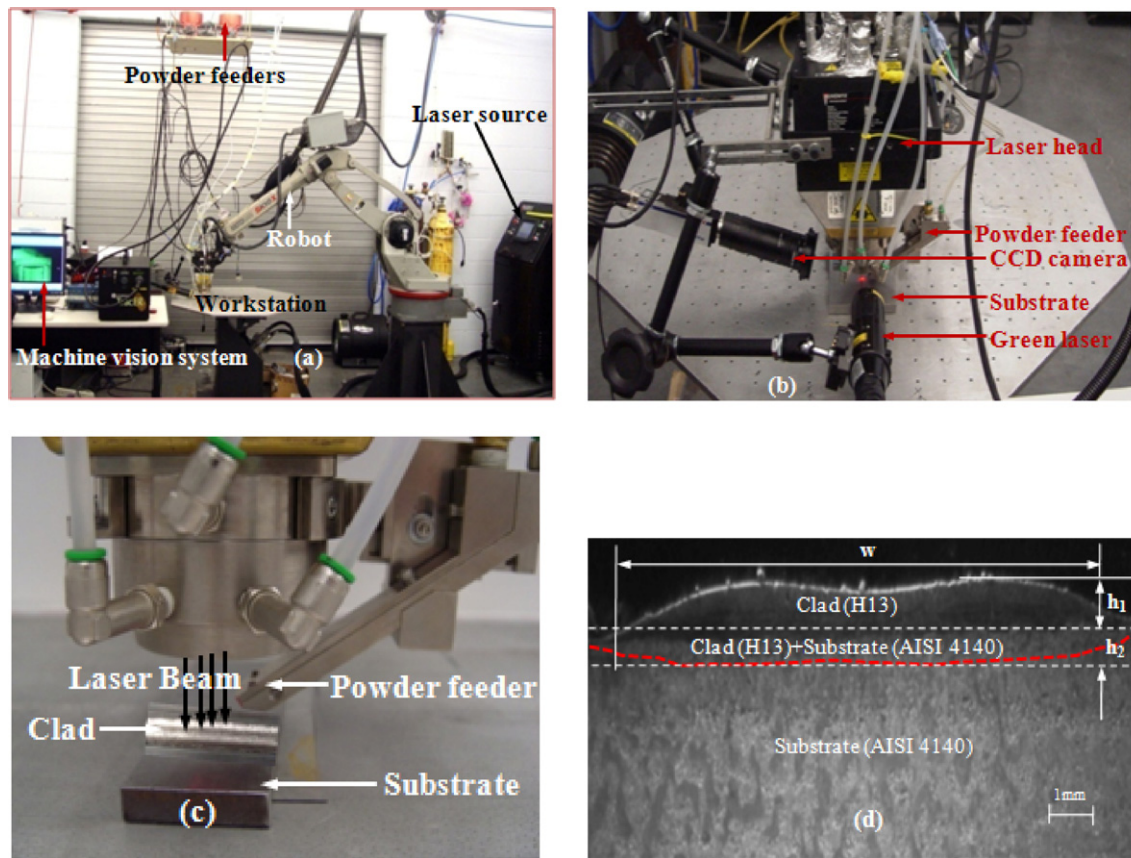 Powder feeders
Laser source
Robot
Workstation
Machine vision system
(a)
Laser head
Powder feeder
CCD camera
Substrate
Green laser
(b)
Laser Beam
Powder feeder
Clad
Substrate
(c)
w
Clad (H13)
h1
Clad (H13)+Substrate (AISI 4140)
h2
Substrate (AISI 4140)
1mm
(d)